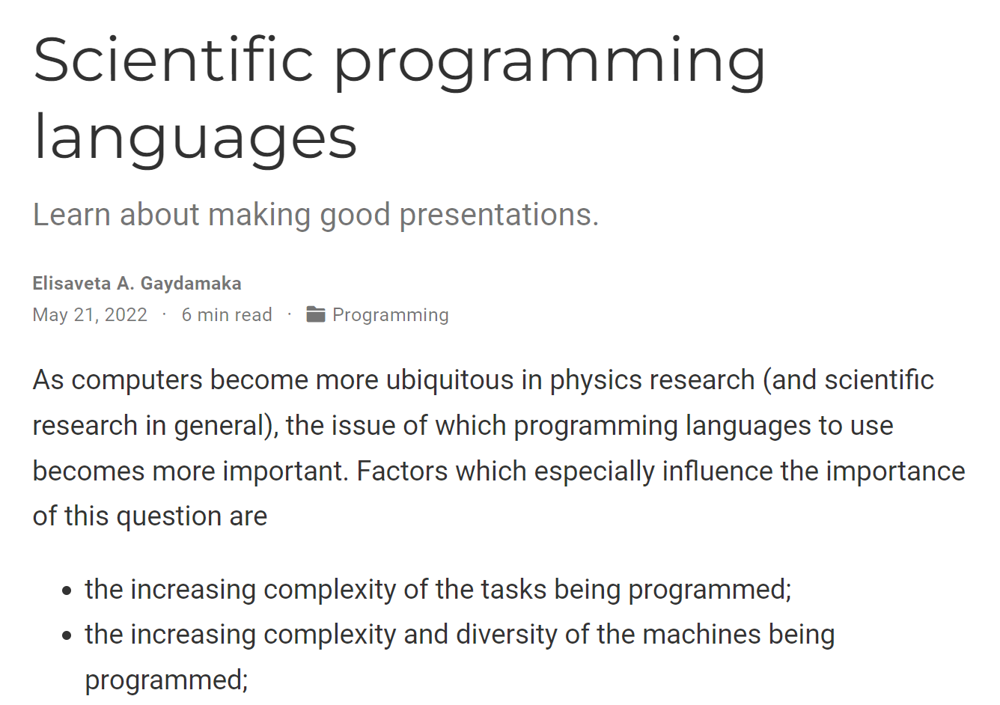 Scientific programming
languages
Learn about making good presentations.
Elisaveta A. Gaydamaka
May 21, 2022 · 6 min read · Programming
As computers become more ubiquitous in physics research (and scientific
research in general), the issue of which programming languages to use
becomes more important. Factors which especially influence the importance
of this question are
• the increasing complexity of the tasks being programmed;
• the increasing complexity and diversity of the machines being
programmed;